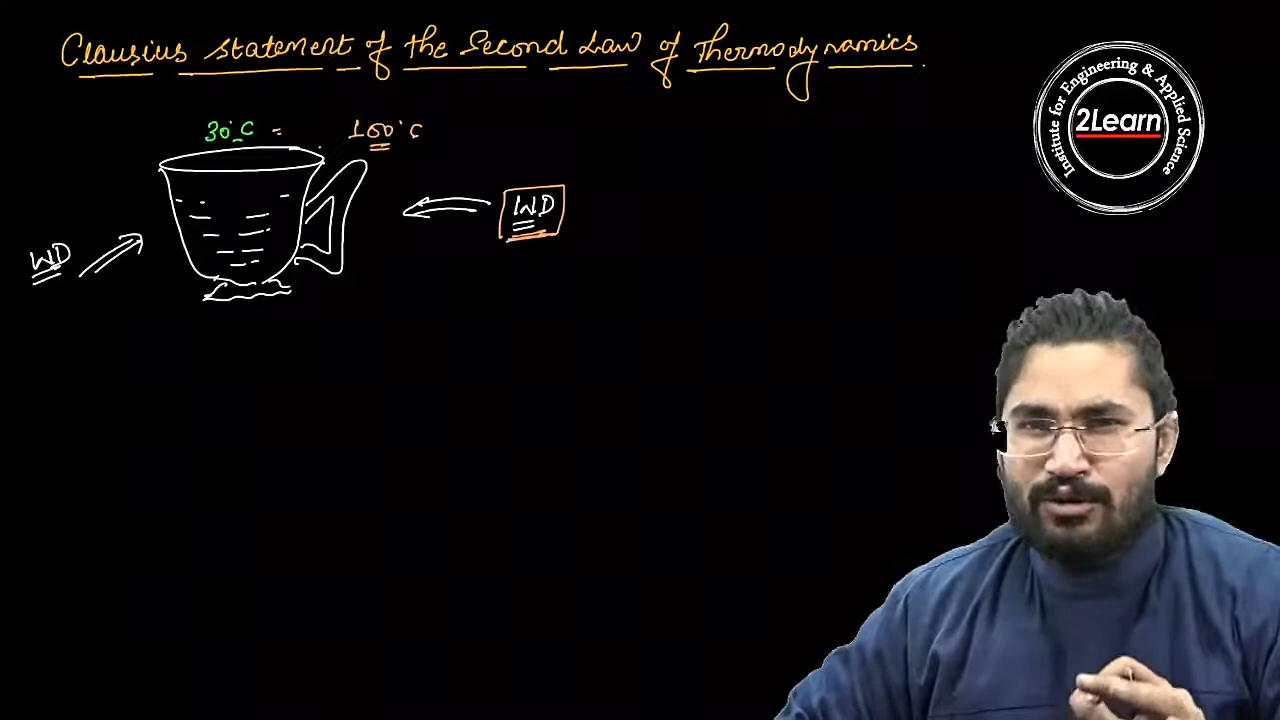 Clausius statement of the Second Law of Thermodynamics
30°C = 100°C
WD
WD
Institute for Engineering & Applied Science
2Learn